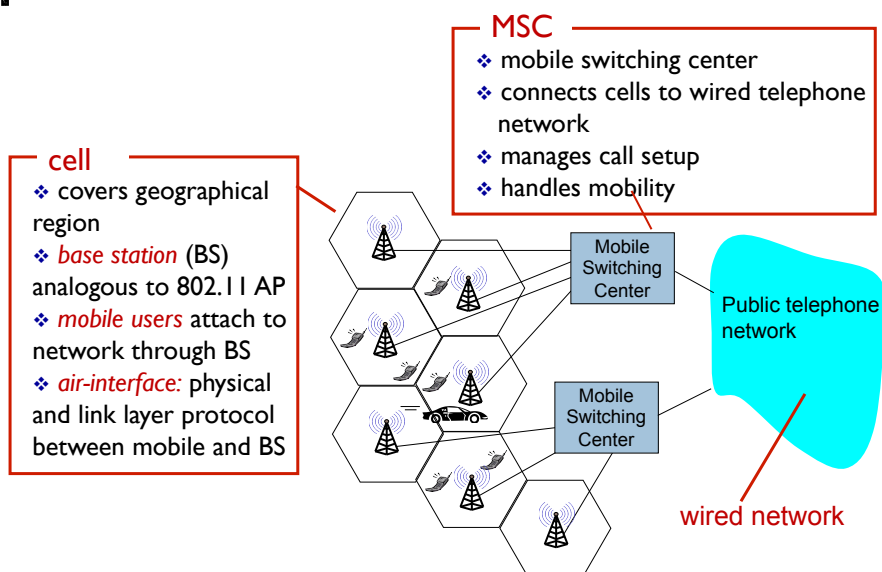 MSC
❖ mobile switching center
❖ connects cells to wired telephone
network
❖ manages call setup
❖ handles mobility
cell
❖ covers geographical
region
❖ base station (BS)
analogous to 802.11 AP
❖ mobile users attach to
network through BS
❖ air-interface: physical
and link layer protocol
between mobile and BS
Mobile
Switching
Center
Public telephone
network
Mobile
Switching
Center
wired network